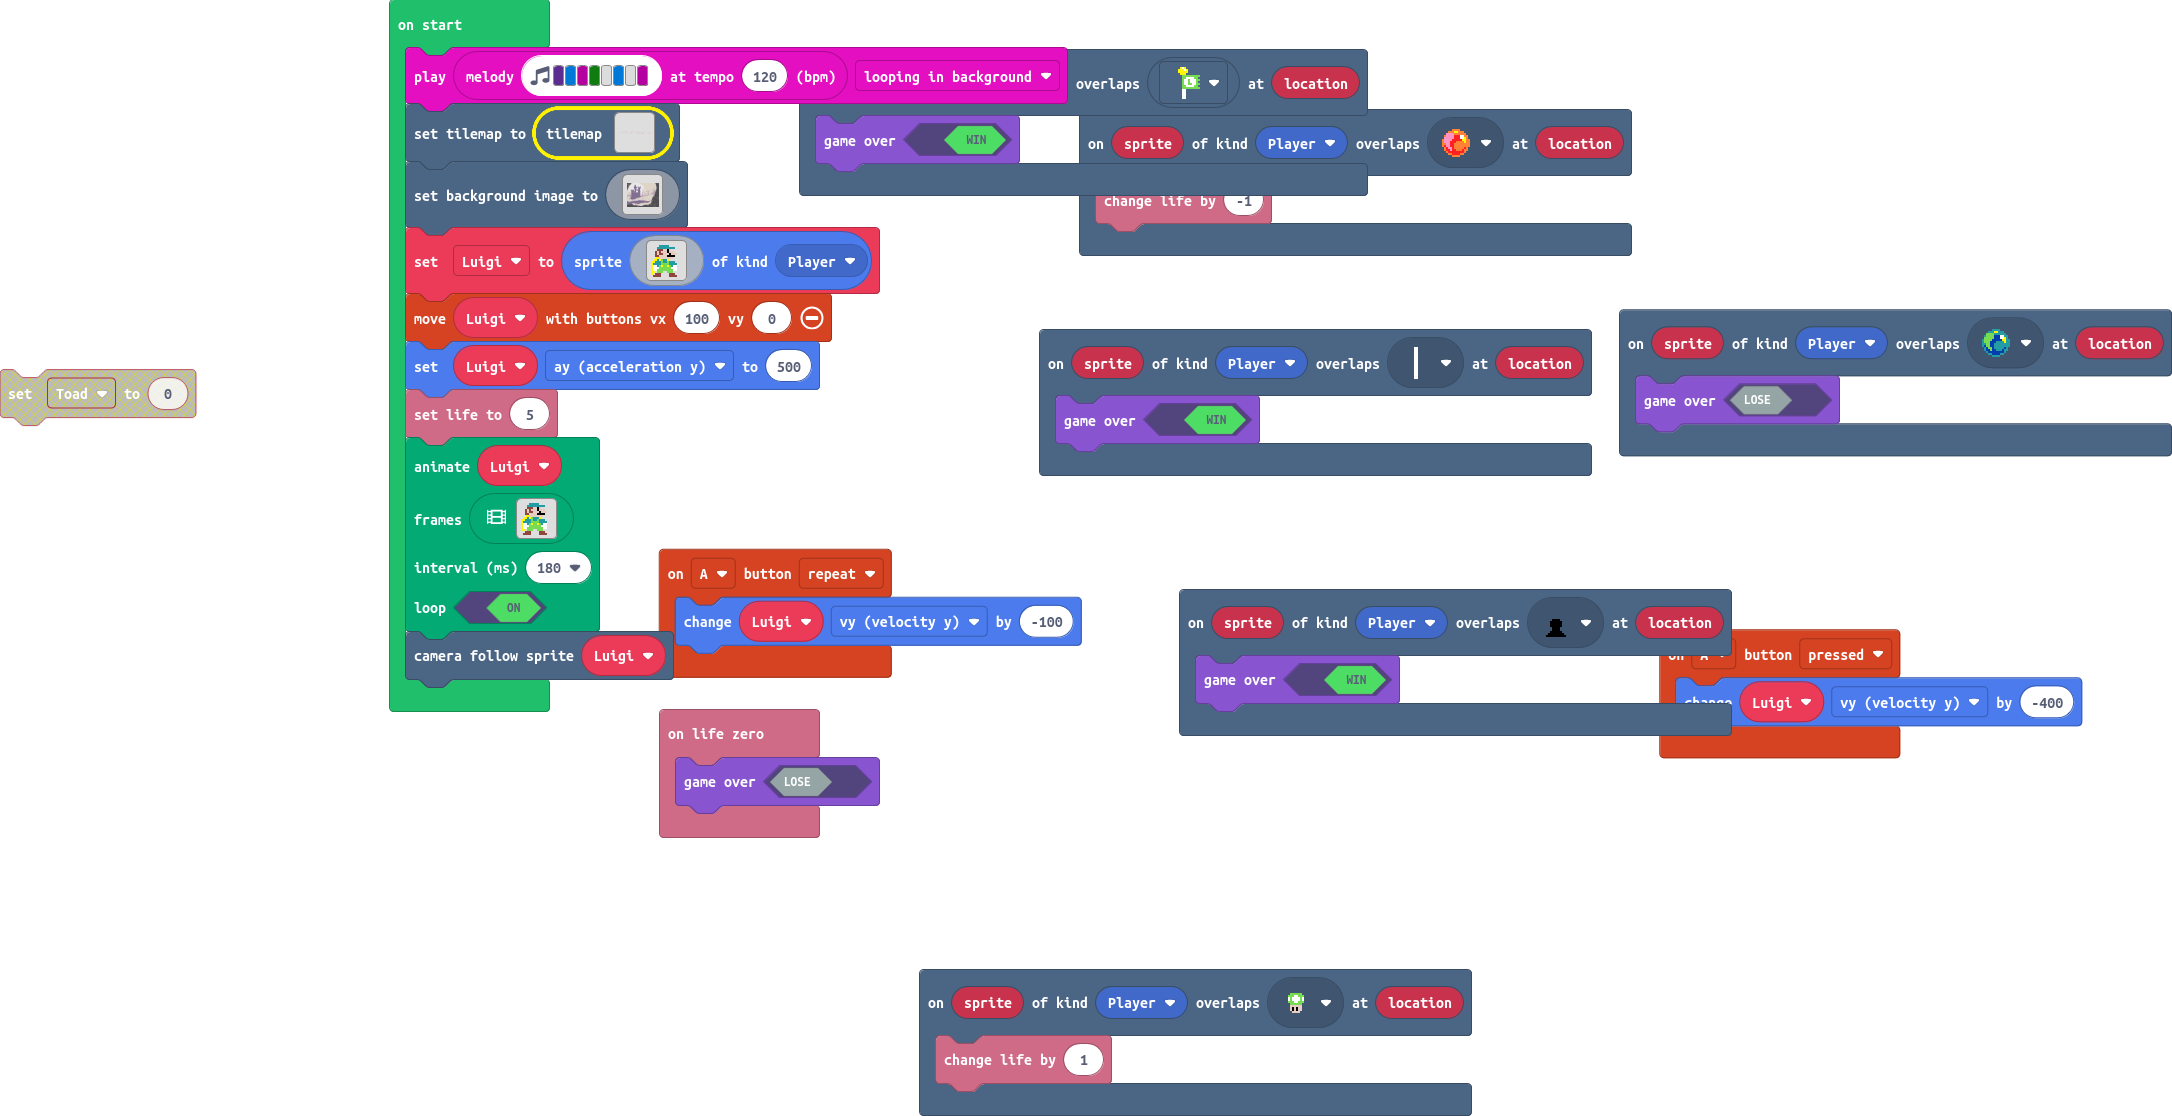 on start
play melody at tempo 120 (bpm) looping in background
set tilemap to tilemap
set background image to
set Luigi to sprite of kind Player
move Luigi with buttons vx 100 vy 0
set Luigi ay (acceleration y) to 500
set life to 5
animate Luigi
frames
interval (ms) 180
loop ON
camera follow sprite Luigi
set Toad to 0
overlaps at location
game over WIN
on sprite of kind Player overlaps at location
change life by -1
on sprite of kind Player overlaps at location
game over WIN
on sprite of kind Player overlaps at location
game over LOSE
on A button repeat
change Luigi vy (velocity y) by -100
on life zero
game over LOSE
on sprite of kind Player overlaps at location
game over WIN
on A button pressed
change Luigi vy (velocity y) by -400
on sprite of kind Player overlaps at location
change life by 1